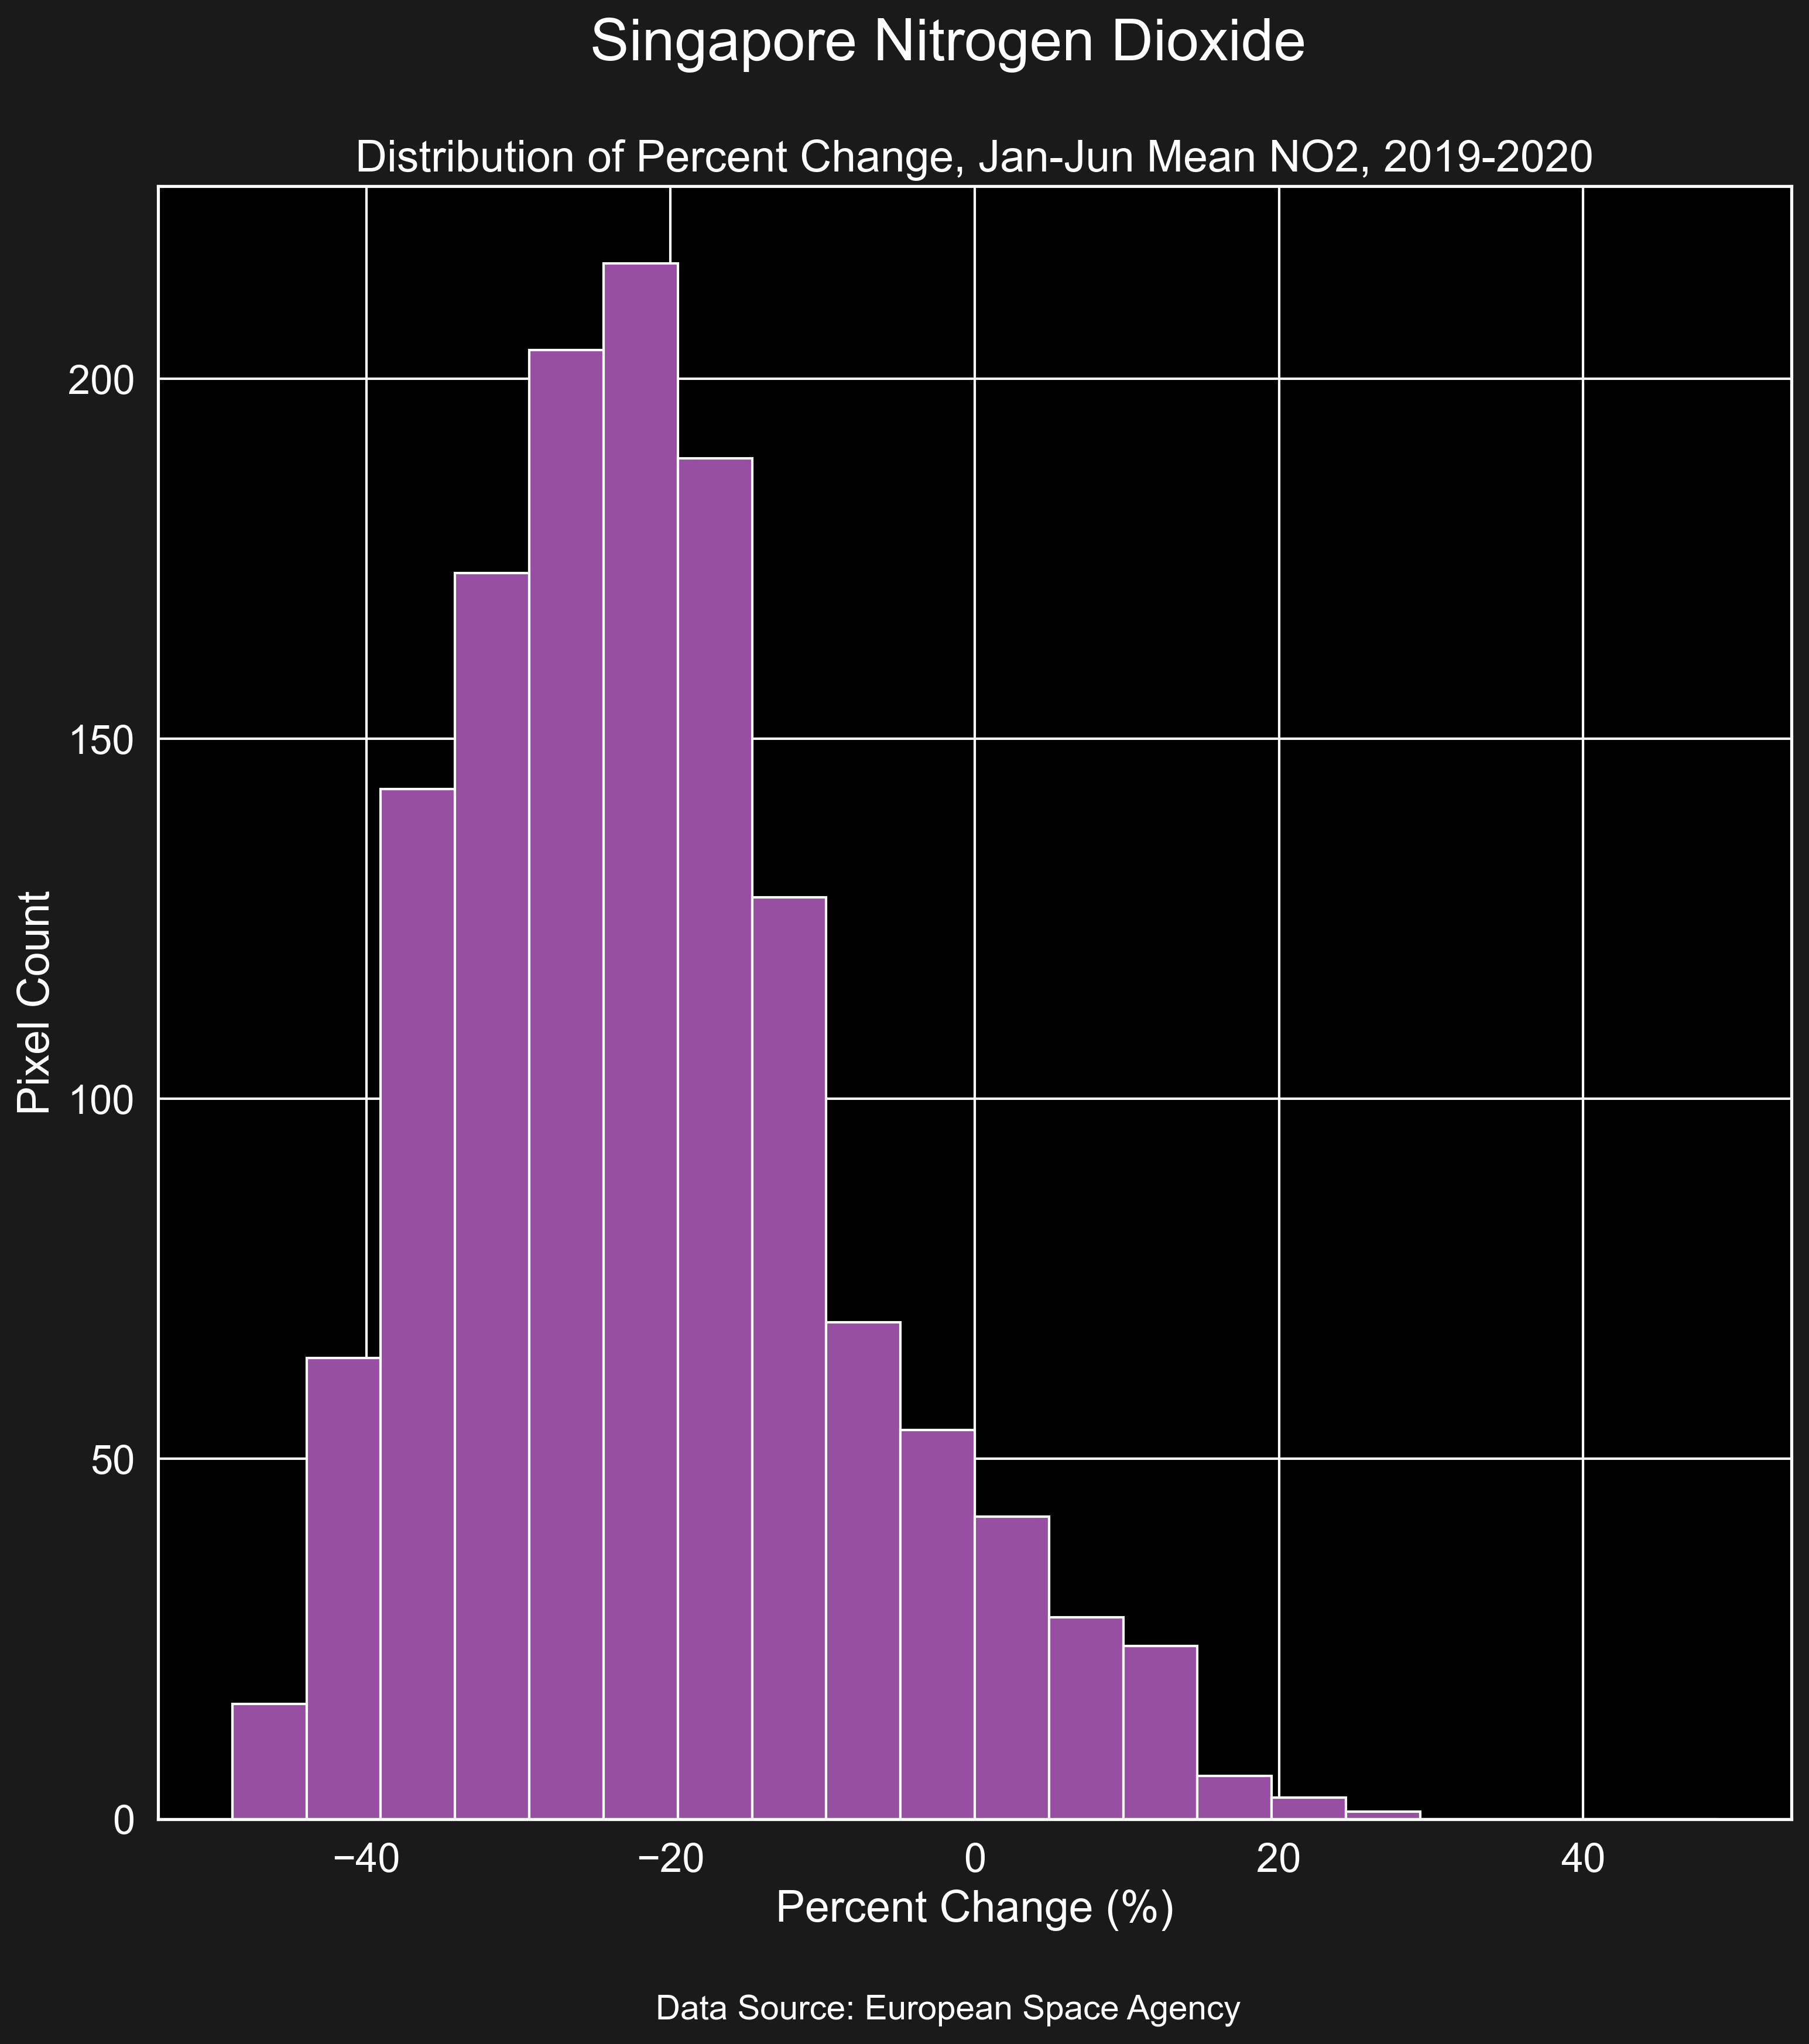 Singapore Nitrogen Dioxide
Distribution of Percent Change, Jan-Jun Mean NO2, 2019-2020
200
150
100
50
0
Pixel Count
−40 −20 0 20 40
Percent Change (%)
Data Source: European Space Agency